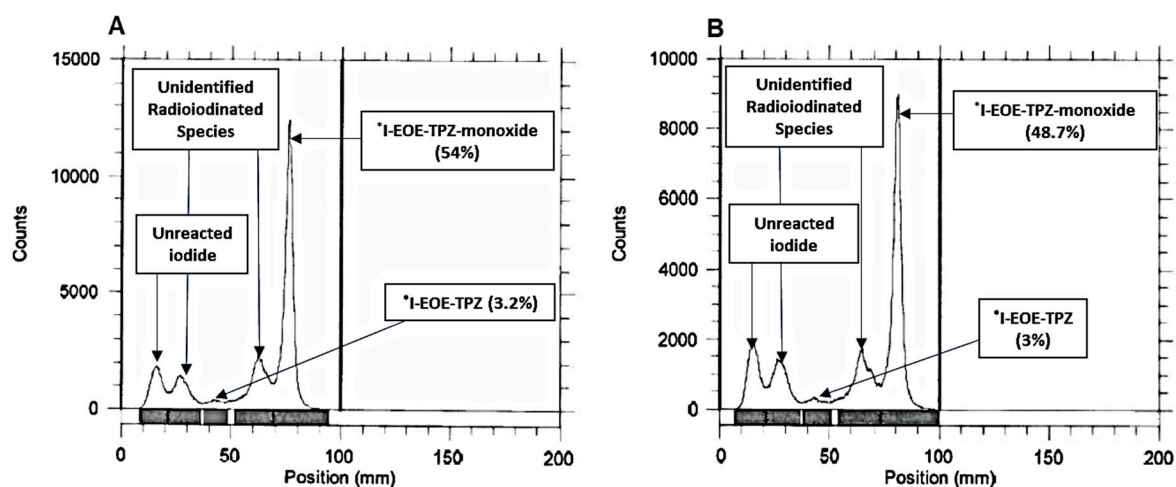 A
15000
10000
5000
0
Counts
Unidentified
Radioiodinated
Species
*I-EOE-TPZ-monoxide
(54%)
Unreacted
iodide
*I-EOE-TPZ (3.2%)
0
50
100
150
200
Position (mm)
B
10000
8000
6000
4000
2000
0
Counts
Unidentified
Radioiodinated
Species
*I-EOE-TPZ-monoxide
(48.7%)
Unreacted
iodide
*I-EOE-TPZ
(3%)
0
50
100
150
200
Position (mm)